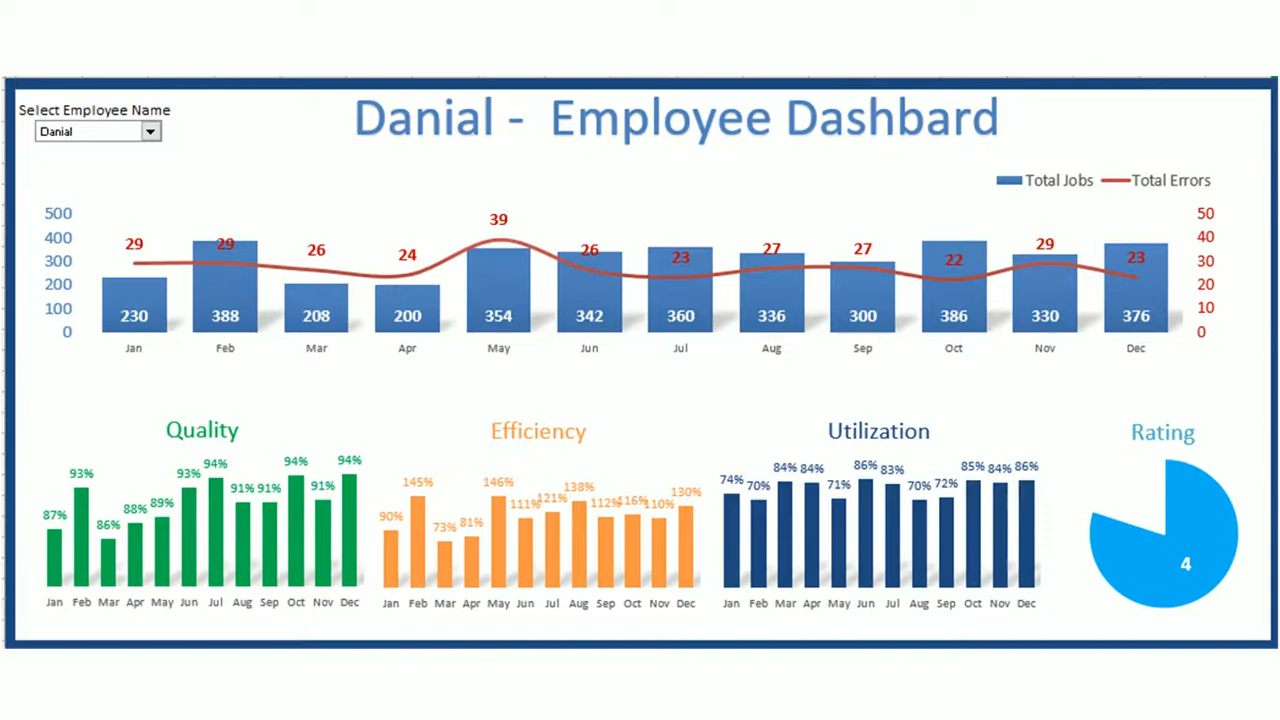 Select Employee Name
Danial
Danial - Employee Dashbard
Total Jobs Total Errors
500 400 300 200 100 0
29 29 26 24 39 26 23 27 27 22 29 23
230 388 208 200 354 342 360 336 300 386 330 376
50 40 30 20 10 0
Jan Feb Mar Apr May Jun Jul Aug Sep Oct Nov Dec
Quality
87% 93% 86% 88% 89% 93% 94% 91% 91% 94% 91% 94%
Jan Feb Mar Apr May Jun Jul Aug Sep Oct Nov Dec
Efficiency
90% 145% 73% 81% 146% 111% 121% 138% 112% 116% 110% 130%
Jan Feb Mar Apr May Jun Jul Aug Sep Oct Nov Dec
Utilization
74% 70% 84% 84% 71% 86% 83% 70% 72% 85% 84% 86%
Jan Feb Mar Apr May Jun Jul Aug Sep Oct Nov Dec
Rating
4